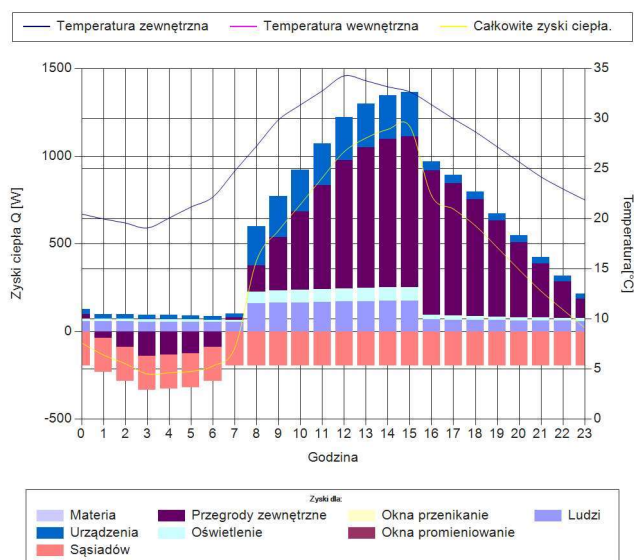 Temperatura zewnętrzna Temperatura wewnętrzna Całkowite zyski ciepła.
1500
1000
500
0
-500
Zyski ciepła Q [W]
35
30
25
20
15
10
5
0
Temperatura[°C]
0 1 2 3 4 5 6 7 8 9 10 11 12 13 14 15 16 17 18 19 20 21 22 23
Godzina
Zyski dla:
Materia Przegrody zewnętrzne Okna przenikanie Ludzi
Urządzenia Oświetlenie Okna promieniowanie
Sąsiadów